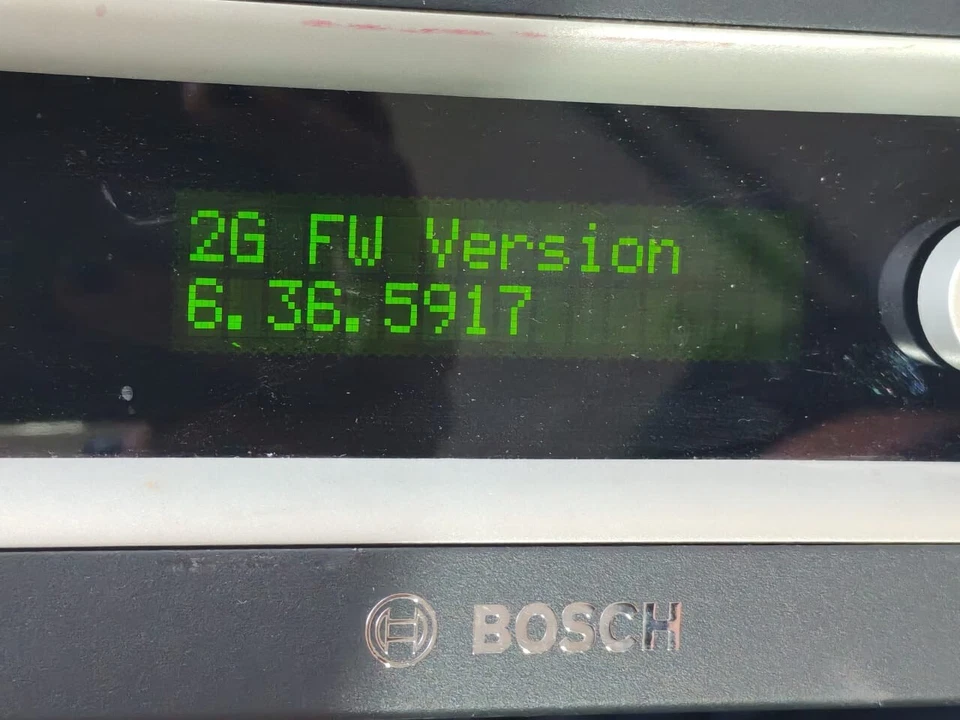 2G FW Version
6.36.5917
BOSCH